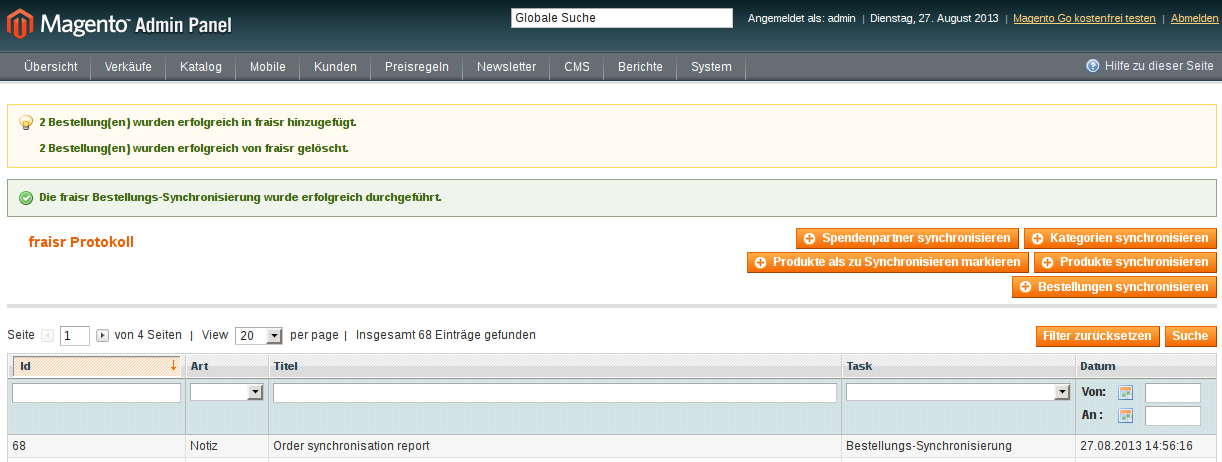 Magento™ Admin Panel
Globale Suche
Angemeldet als: admin | Dienstag, 27. August 2013 | Magento Go kostenfrei testen | Abmelden
Übersicht Verkäufe Katalog Mobile Kunden Preisregeln Newsletter CMS Berichte System
Hilfe zu dieser Seite
2 Bestellung(en) wurden erfolgreich in fraisr hinzugefügt.
2 Bestellung(en) wurden erfolgreich von fraisr gelöscht.
Die fraisr Bestellungs-Synchronisierung wurde erfolgreich durchgeführt.
fraisr Protokoll
Spendenpartner synchronisieren Kategorien synchronisieren
Produkte als zu Synchronisieren markieren Produkte synchronisieren
Bestellungen synchronisieren
Seite 1 von 4 Seiten | View 20 per page | Insgesamt 68 Einträge gefunden
Filter zurücksetzen Suche
Id Art Titel Task Datum
Von:
An :
68 Notiz Order synchronisation report Bestellungs-Synchronisierung 27.08.2013 14:56:16